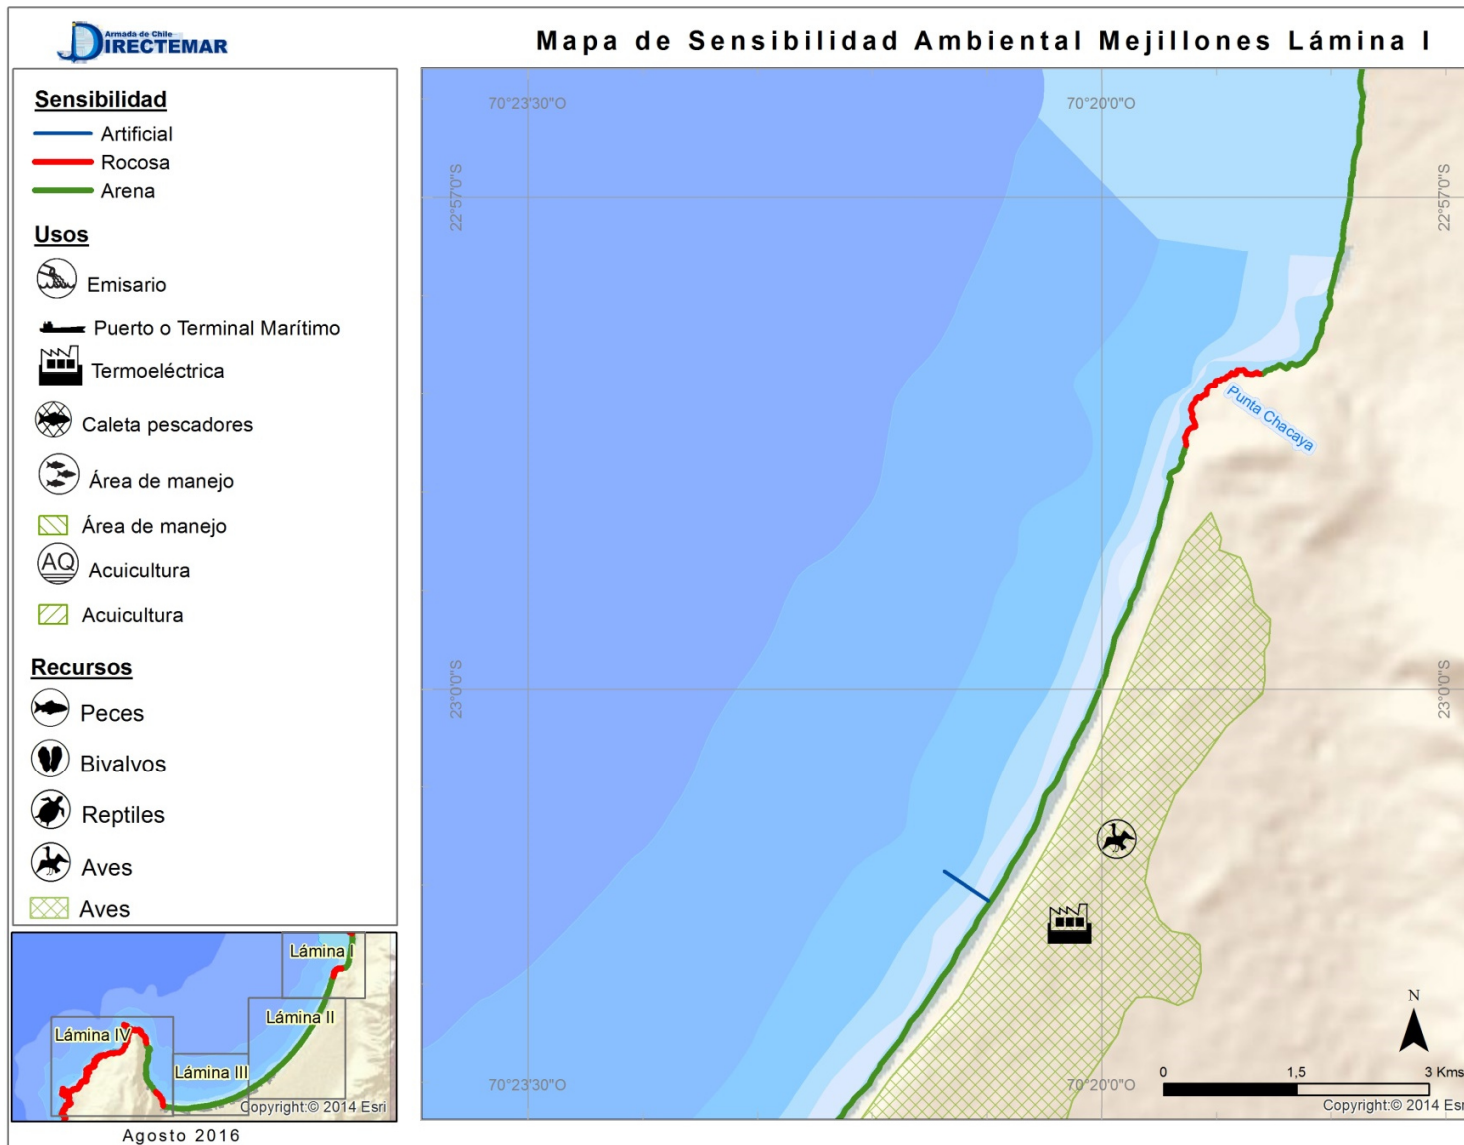 Armada de Chile
DIRECTEMAR
Mapa de Sensibilidad Ambiental Mejillones Lámina I
Sensibilidad
Artificial
Rocosa
Arena
Usos
Emisario
Puerto o Terminal Marítimo
Termoeléctrica
Caleta pescadores
Área de manejo
Área de manejo
AQ
Acuicultura
Acuicultura
Recursos
Peces
Bivalvos
Reptiles
Aves
Aves
Lámina I
Lámina II
Lámina IV
Lámina III
Copyright:© 2014 Esri
Agosto 2016
70°23'30"O
70°20'0"O
22°57'0"S
22°57'0"S
Punta Chacaya
23°0'0"S
23°0'0"S
N
70°23'30"O
70°20'0"O
0 1,5 3 Kms
Copyright:© 2014 Esri